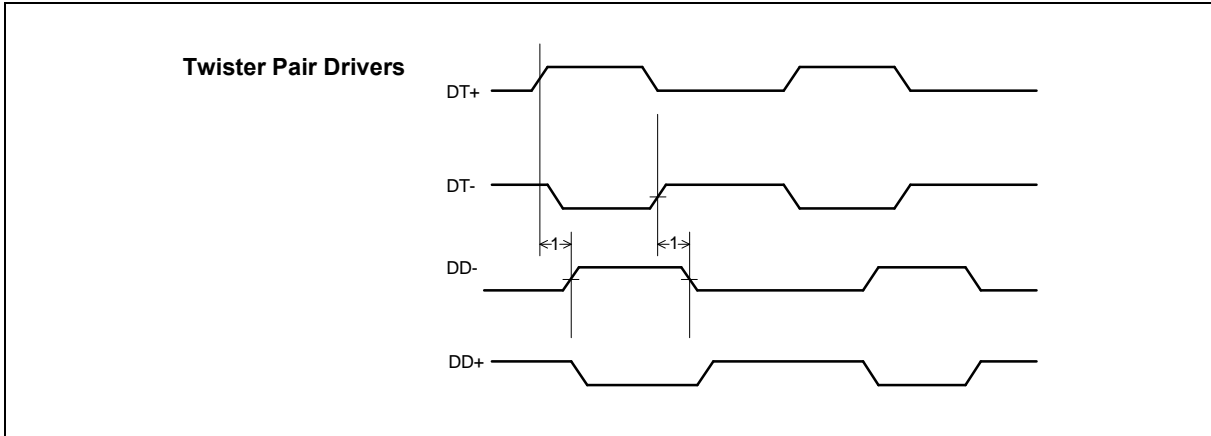 Twister Pair Drivers
DT+
DT-
1
1
DD-
DD+